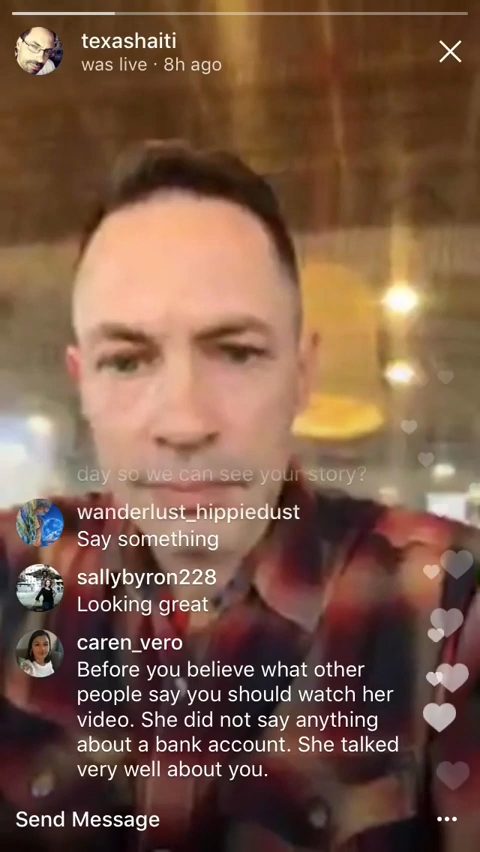 texashaiti
was live · 8h ago
day so we can see your story?
wanderlust_hippiedust
Say something
sallybyron228
Looking great
caren_vero
Before you believe what other
people say you should watch her
video. She did not say anything
about a bank account. She talked
very well about you.
Send Message